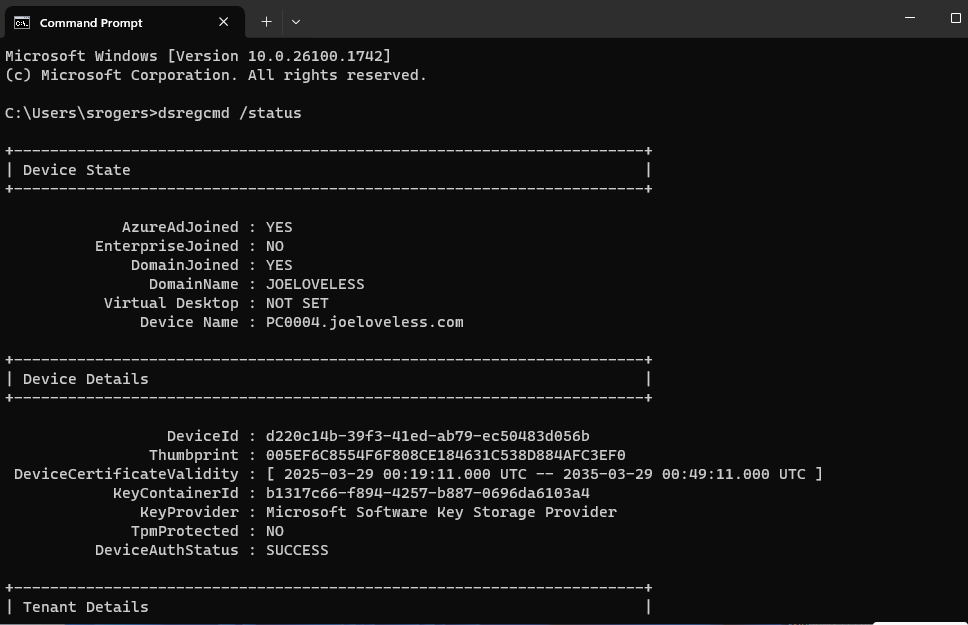 Command Prompt
Microsoft Windows [Version 10.0.26100.1742]
(c) Microsoft Corporation. All rights reserved.
C:\Users\srogers>dsregcmd /status
+----------------------------------------------------------------------+
| Device State                                                         |
+----------------------------------------------------------------------+
AzureAdJoined : YES
EnterpriseJoined : NO
DomainJoined : YES
DomainName : JOELOVELESS
Virtual Desktop : NOT SET
Device Name : PC0004.joeloveless.com
+----------------------------------------------------------------------+
| Device Details                                                       |
+----------------------------------------------------------------------+
DeviceId : d220c14b-39f3-41ed-ab79-ec50483d056b
Thumbprint : 005EF6C8554F6F808CE184631C538D884AFC3EF0
DeviceCertificateValidity : [ 2025-03-29 00:19:11.000 UTC -- 2035-03-29 00:49:11.000 UTC ]
KeyContainerId : b1317c66-f894-4257-b887-0696da6103a4
KeyProvider : Microsoft Software Key Storage Provider
TpmProtected : NO
DeviceAuthStatus : SUCCESS
+----------------------------------------------------------------------+
| Tenant Details                                                       |